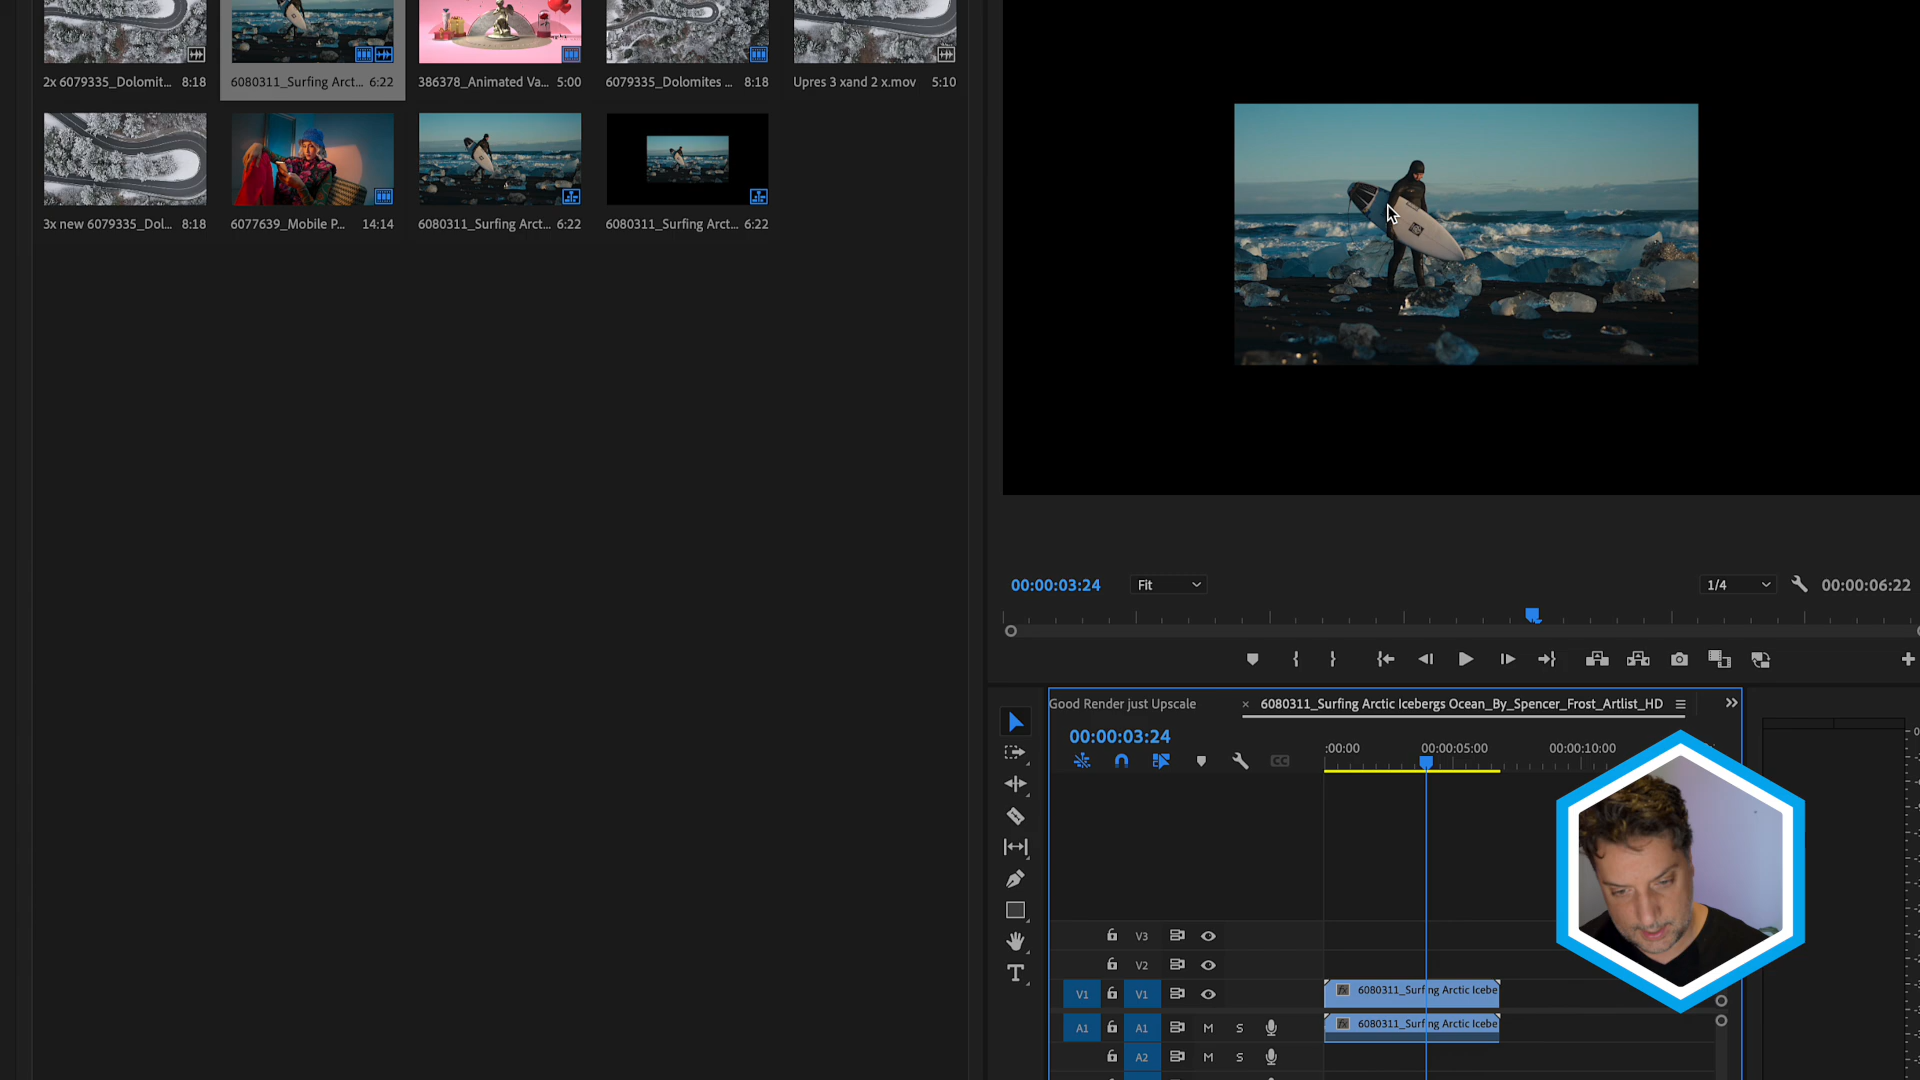 2x 6079335_Dolomit... 8:18
6080311_Surfing Arct... 6:22
386378_Animated Va... 5:00
6079335_Dolomites ... 8:18
Upres 3 xand 2 x.mov 5:10
3x new 6079335_Dol... 8:18
6077639_Mobile P... 14:14
6080311_Surfing Arct... 6:22
6080311_Surfing Arct... 6:22
00:00:03:24
Fit
1/4
00:00:06:22
Good Render just Upscale
× 6080311_Surfing Arctic Icebergs Ocean_By_Spencer_Frost_Artlist_HD
00:00:03:24
:00:00
00:00:05:00
00:00:10:00
CC
V3
V2
V1 V1
fx 6080311_Surfing Arctic Icebe
A1 A1 M S
fx 6080311_Surfing Arctic Icebe
A2 M S
T